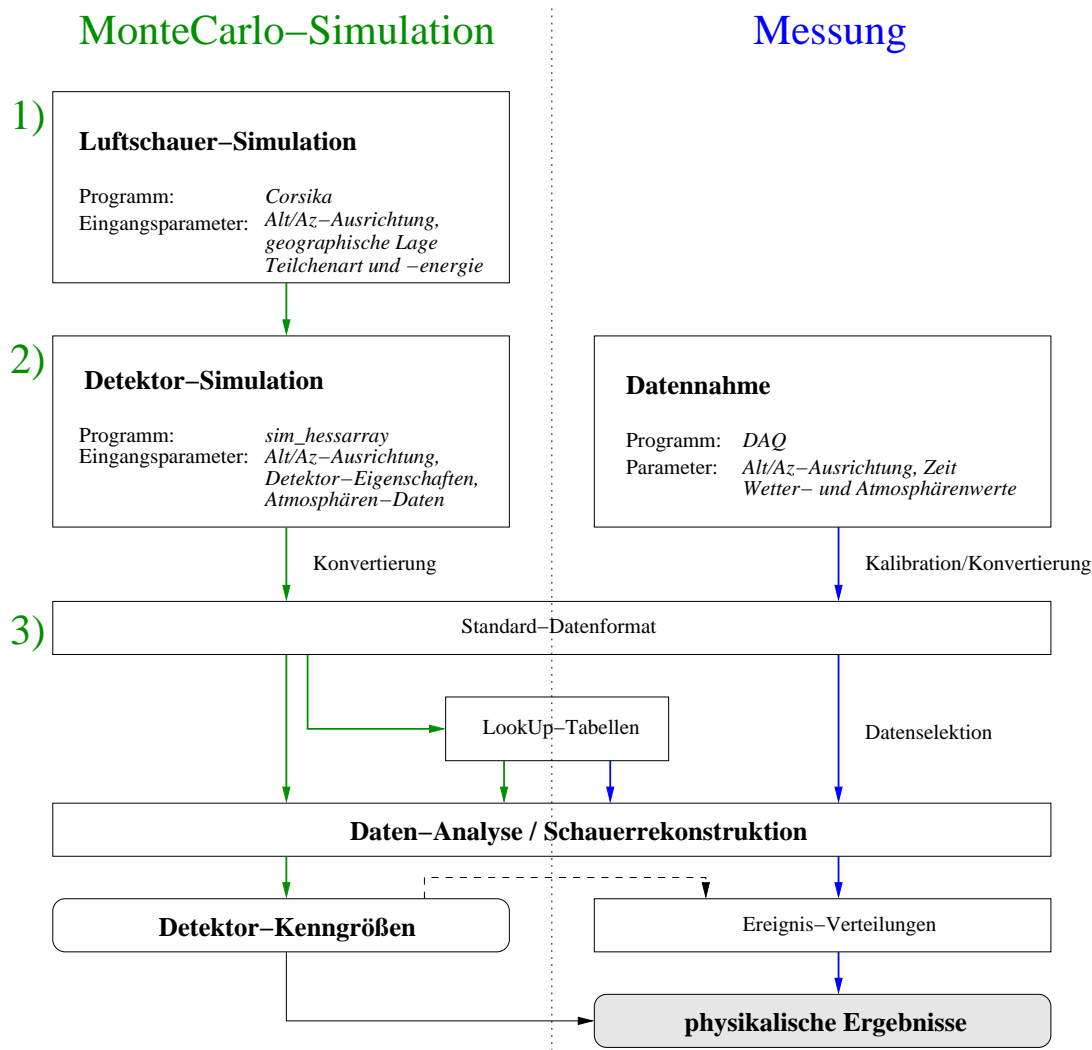 MonteCarlo–Simulation
Messung
1)
Luftschauer–Simulation
Programm: Corsika
Eingangsparameter: Alt/Az–Ausrichtung,
geographische Lage
Teilchenart und –energie
2)
Detektor–Simulation
Programm: sim_hessarray
Eingangsparameter: Alt/Az–Ausrichtung,
Detektor–Eigenschaften,
Atmosphären–Daten
Datennahme
Programm: DAQ
Parameter: Alt/Az–Ausrichtung, Zeit
Wetter– und Atmosphärenwerte
Konvertierung
Kalibration/Konvertierung
3)
Standard–Datenformat
LookUp–Tabellen
Datenselektion
Daten–Analyse / Schauerrekonstruktion
Detektor–Kenngrößen
Ereignis–Verteilungen
physikalische Ergebnisse